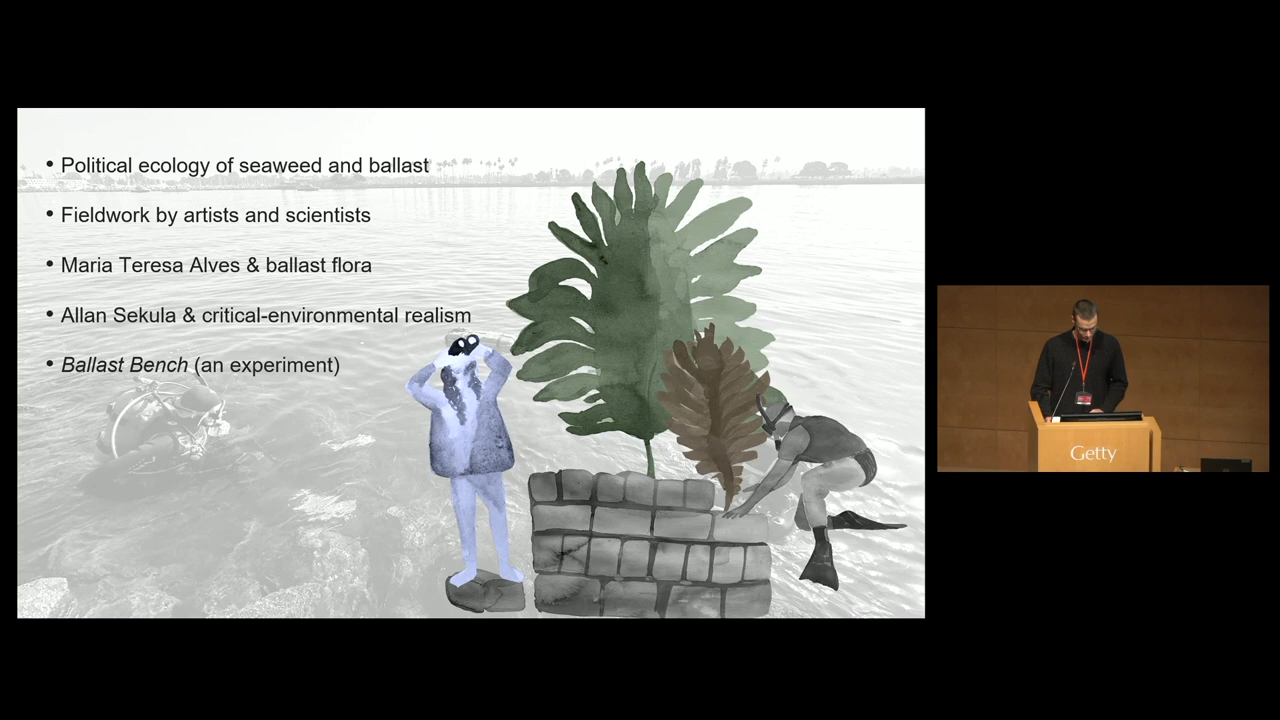 • Political ecology of seaweed and ballast
• Fieldwork by artists and scientists
• Maria Teresa Alves & ballast flora
• Allan Sekula & critical-environmental realism
• Ballast Bench (an experiment)
Getty